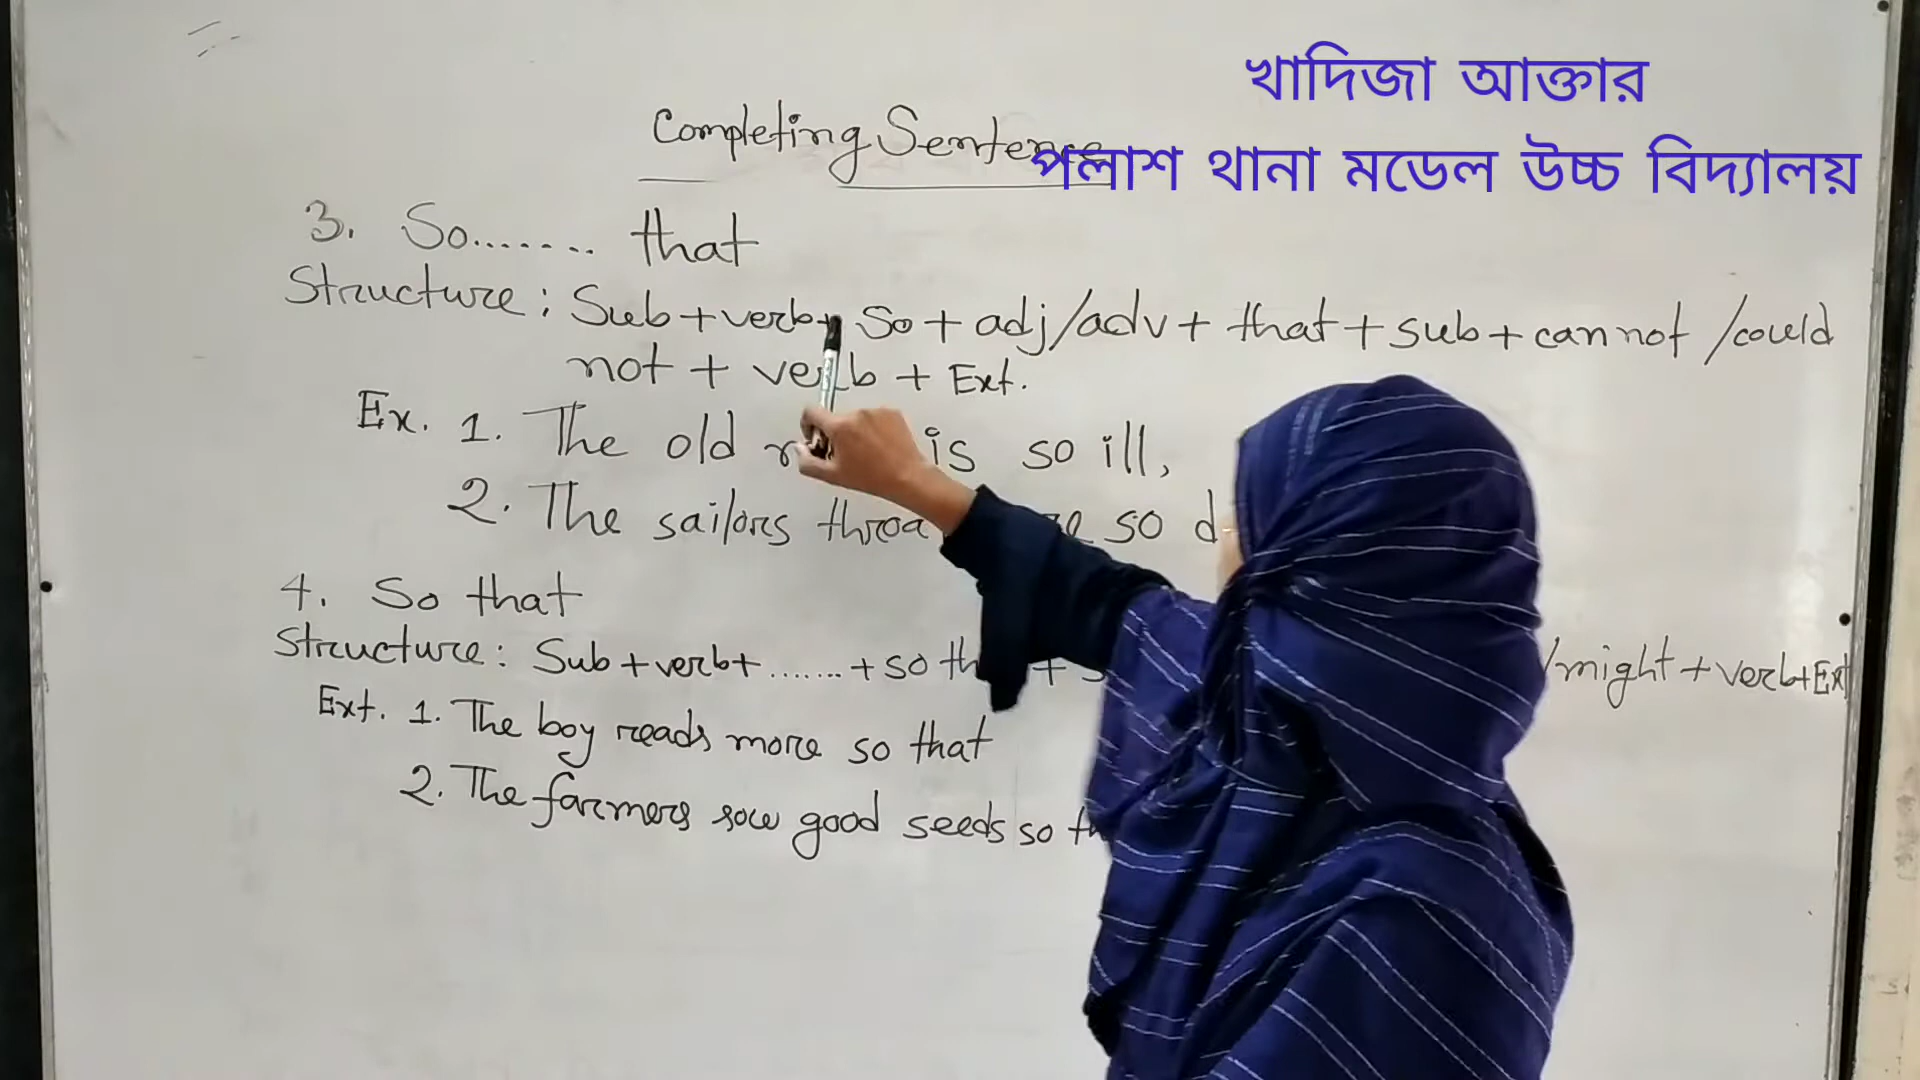 খাদিজা আক্তার
পলাশ থানা মডেল উচ্চ বিদ্যালয়
Completing Sentence
3. So....... that
Structure: Sub+verb+ So + adj/adv + that + sub + can not /could
not + verb + Ext.
Ex. 1. The old is so ill,
2. The sailors so
4. So that
Structure: Sub+verb+.......+so + /might + verb+Ext
Ext. 1. The boy reads more so that
2. The farmers sow good seeds so